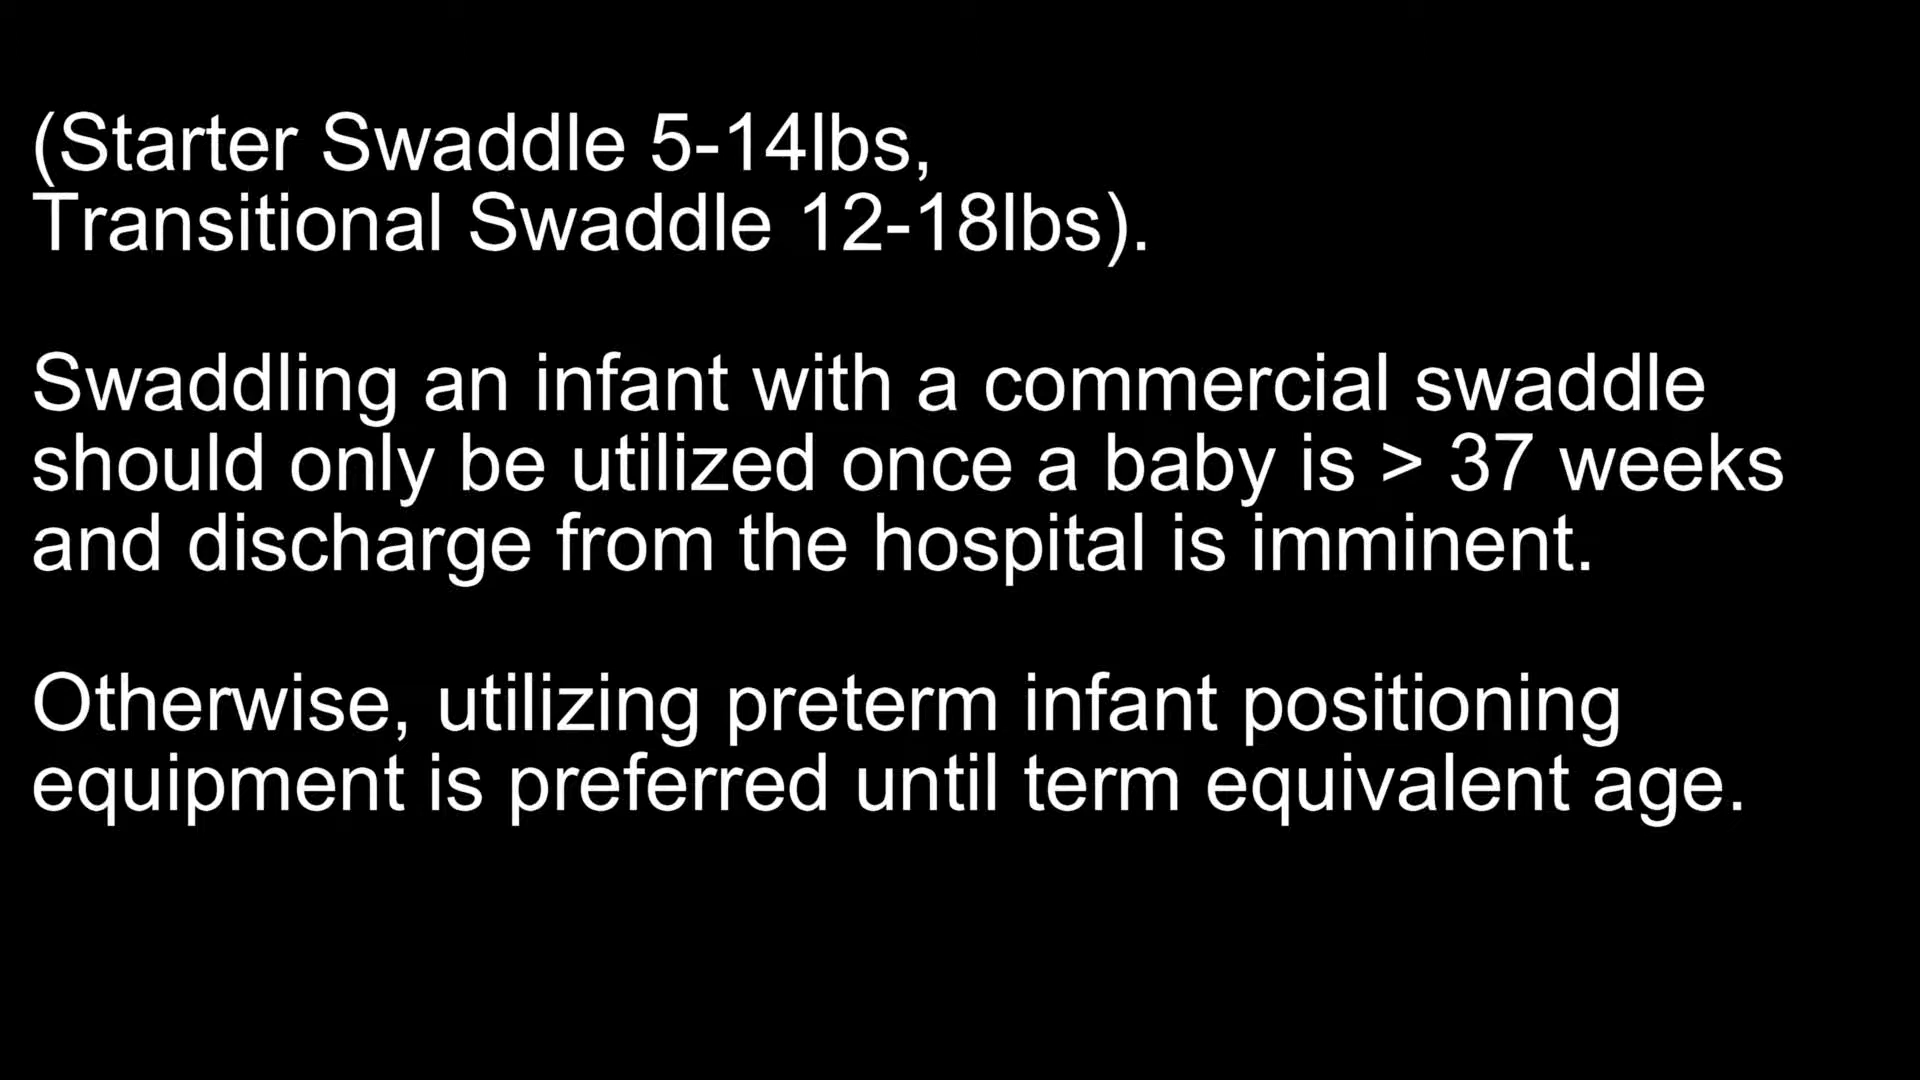 (Starter Swaddle 5-14lbs,
Transitional Swaddle 12-18lbs).
Swaddling an infant with a commercial swaddle
should only be utilized once a baby is > 37 weeks
and discharge from the hospital is imminent.
Otherwise, utilizing preterm infant positioning
equipment is preferred until term equivalent age.